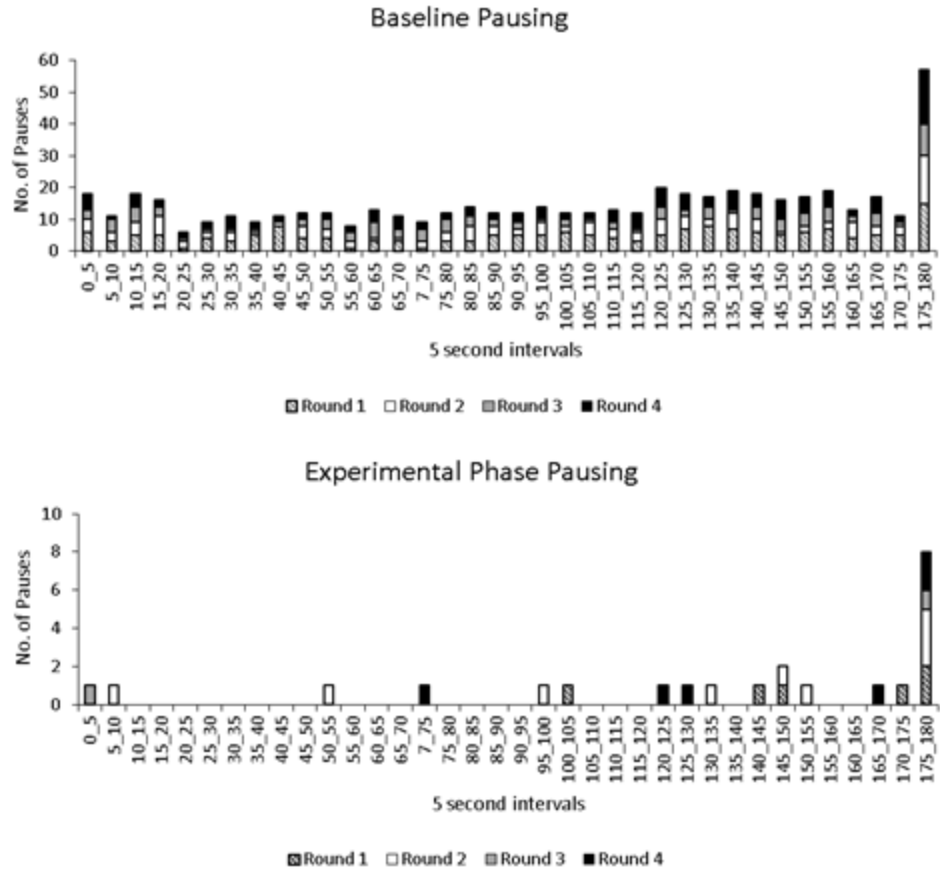 Baseline Pausing
60
50
40
30
20
10
0
No. of Pauses
0_5 5_10 10_15 15_20 20_25 25_30 30_35 35_40 40_45 45_50 50_55 55_60 60_65 65_70 7_75 75_80 80_85 85_90 90_95 95_100 100_105 105_110 110_115 115_120 120_125 125_130 130_135 135_140 140_145 145_150 150_155 155_160 160_165 165_170 170_175 175_180
5 second intervals
Round 1 Round 2 Round 3 Round 4
Experimental Phase Pausing
10
8
6
4
2
0
No. of Pauses
0_5 5_10 10_15 15_20 20_25 25_30 30_35 35_40 40_45 45_50 50_55 55_60 60_65 65_70 7_75 75_80 80_85 85_90 90_95 95_100 100_105 105_110 110_115 115_120 120_125 125_130 130_135 135_140 140_145 145_150 150_155 155_160 160_165 165_170 170_175 175_180
5 second intervals
Round 1 Round 2 Round 3 Round 4